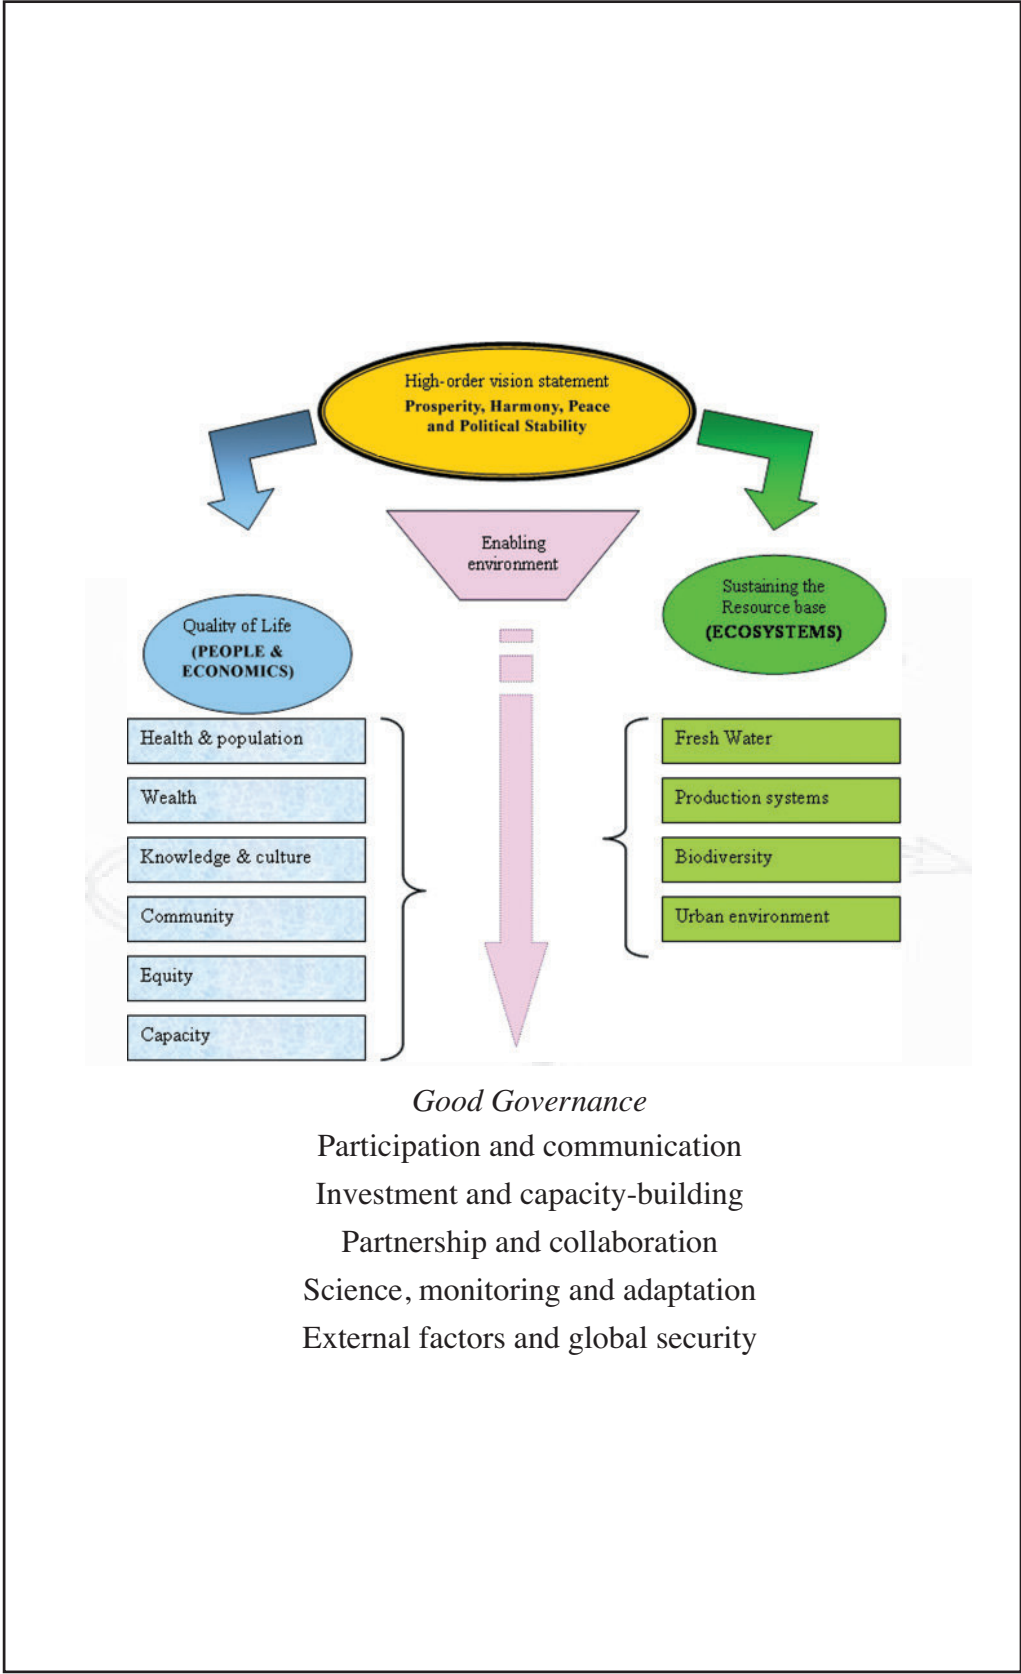 High-order vision statement
Prosperity, Harmony, Peace
and Political Stability
Enabling
environment
Quality of Life
(PEOPLE &
ECONOMICS)
Sustaining the
Resource base
(ECOSYSTEMS)
Health & population
Wealth
Knowledge & culture
Community
Equity
Capacity
Fresh Water
Production systems
Biodiversity
Urban environment
Good Governance
Participation and communication
Investment and capacity-building
Partnership and collaboration
Science, monitoring and adaptation
External factors and global security